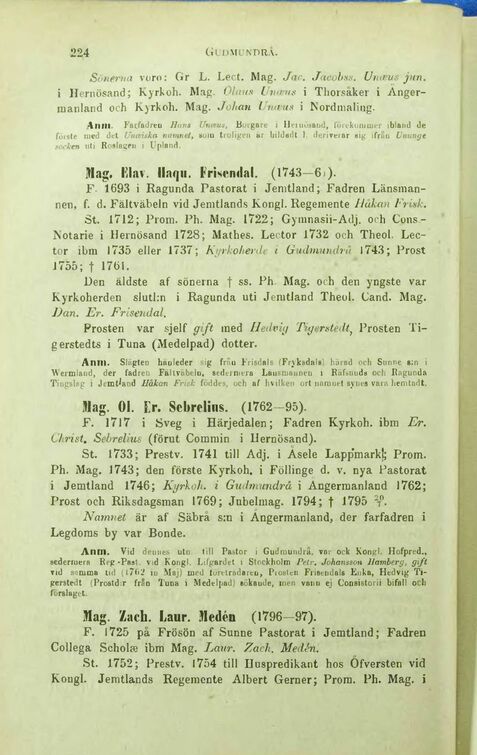 224 GUDMUNDRÅ.
Sönerna voro: Gr L. Lect. Mag. Jac. Jacobss. Unæus jun.
i Hernösand; Kyrkoh. Mag. Olaus Unæus i Thorsåker i Ånger-
manland och Kyrkoh. Mag. Johan Unæus i Nordmaling.
Anm. Farfadren Hans Unæus, Borgare i Hernösand, förekommer ibland de
förste med det Unæiska namnet, som troligen är bildadt l. deriverar sig ifrån Ununge
socken uti Roslagen i Upland.
Mag. Elav. Haqu. Frisendal. (1743—61).
F. 1693 i Ragunda Pastorat i Jemtland; Fadren Länsman-
nen, f. d. Fältväbeln vid Jemtlands Kongl. Regemente Håkan Frisk.
St. 1712; Prom. Ph. Mag. 1722; Gymnasii-Adj. och Cons.-
Notarie i Hernösand 1728; Mathes. Lector 1732 och Theol. Lec-
tor ibm 1735 eller 1737; Kyrkoherde i Gudmundrå 1743; Prost
1755; † 1761.
Den äldste af sönerna † ss. Ph. Mag. och den yngste var
Kyrkoherden slutl:n i Ragunda uti Jemtland Theol. Cand. Mag.
Dan. Er. Frisendal.
Prosten var sjelf gift med Hedvig Tigerstedt, Prosten Ti-
gerstedts i Tuna (Medelpad) dotter.
Anm. Slägten häuleder sig från Frisdals (Fryksdals) härad och Sunne s:n i
Wermland, der fadren Fältväbeln, sedermera Länsmannen i Räfsnuds och Ragunda
Tingslag i Jemtland Håkan Frisk föddes, och af hvilken ort namnet synes vara hemtadt.
Mag. Ol. Er. Sebrelius. (1762—95).
F. 1717 i Sveg i Härjedalen; Fadren Kyrkoh. ibm Er.
Christ. Sebrelius (förut Commin i Hernösand).
St. 1733; Prestv. 1741 till Adj. i Åsele Lappmark; Prom.
Ph. Mag. 1743; den förste Kyrkoh. i Föllinge d. v. nya Pastorat
i Jemtland 1746; Kyrkoh. i Gudmundrå i Ångermanland 1762;
Prost och Riksdagsman 1769; Jubelmag. 1794; † 1795
Namnet är af Säbrå s:n i Ångermanland, der farfadren i
Legdoms by var Bonde.
Anm. Vid dennes utn. till Pastor i Gudmundrå, var ock Kongl. Hofpred.,
sedermera Reg.-Past. vid Kongl. Lifgardet i Stockholm Petr. Johansson Hamberg, gift
vid samma tid (1762 in Maj) med företrädaren, Prosten Frisendals Enka, Hedvig Ti-
gerstedt (Prostd:r från Tuna i Medelpad) sökande, men vann ej Consistorii bifall och
förslaget.
Mag. Zach. Laur. Medén (1796—97).
F. 1725 på Frösön af Sunne Pastorat i Jemtland; Fadren
Collega Scholæ ibm Mag. Laur. Zach. Medén.
St. 1752; Prestv. 1754 till Huspredikant hos Öfversten vid
Kongl. Jemtlands Regemente Albert Gerner; Prom. Ph. Mag. i